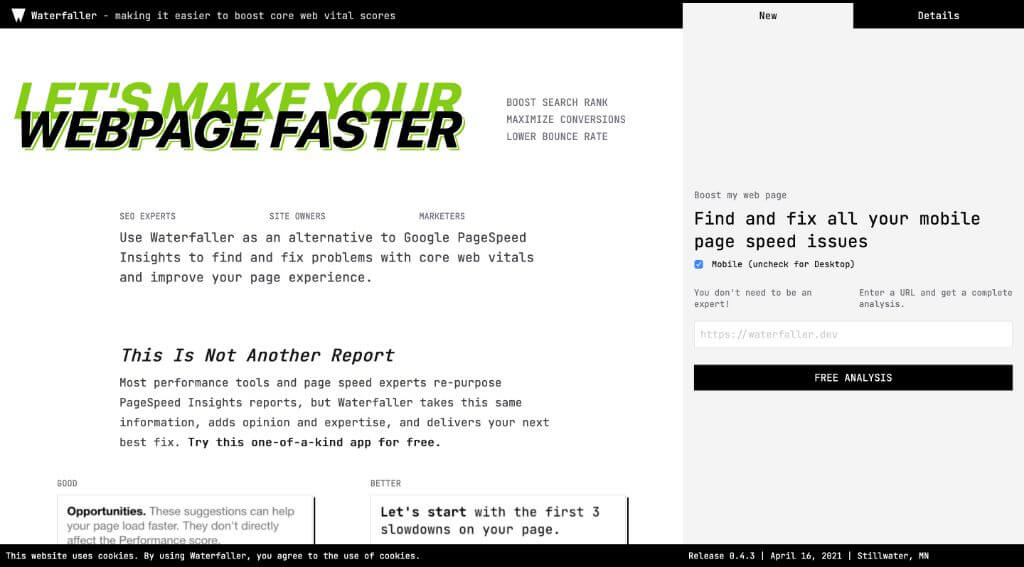 Waterfaller - making it easier to boost core web vital scores
New
Details
LET'S MAKE YOUR
WEBPAGE FASTER
BOOST SEARCH RANK
MAXIMIZE CONVERSIONS
LOWER BOUNCE RATE
SEO EXPERTS
SITE OWNERS
MARKETERS
Use Waterfaller as an alternative to Google PageSpeed
Insights to find and fix problems with core web vitals
and improve your page experience.
This Is Not Another Report
Most performance tools and page speed experts re-purpose
PageSpeed Insights reports, but Waterfaller takes this same
information, adds opinion and expertise, and delivers your next
best fix. Try this one-of-a-kind app for free.
GOOD
Opportunities. These suggestions can help
your page load faster. They don't directly
affect the Performance score.
BETTER
Let's start with the first 3
slowdowns on your page.
Boost my web page
Find and fix all your mobile
page speed issues
Mobile (uncheck for Desktop)
You don't need to be an
expert!
Enter a URL and get a complete
analysis.
https://waterfaller.dev
FREE ANALYSIS
This website uses cookies. By using Waterfaller, you agree to the use of cookies.
Release 0.4.3 | April 16, 2021 | Stillwater, MN